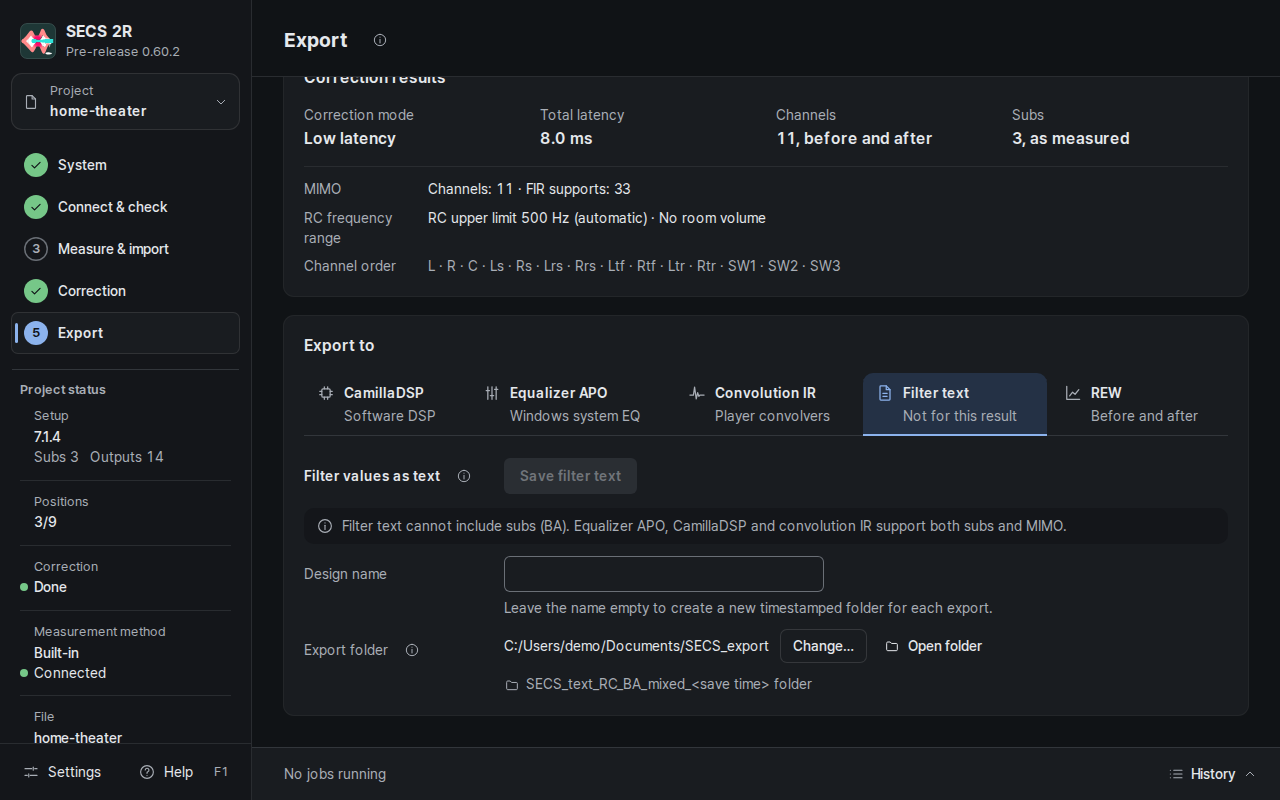 SECS 2R
Pre-release 0.60.2
Project
home-theater
System
Connect & check
3 Measure & import
Correction
5 Export
Project status
Setup
7.1.4
Subs 3 Outputs 14
Positions
3/9
Correction
Done
Measurement method
Built-in
Connected
File
home-theater
Settings Help F1
Export
Correction results
Correction mode Total latency Channels Subs
Low latency 8.0 ms 11, before and after 3, as measured
MIMO Channels: 11 · FIR supports: 33
RC frequency range RC upper limit 500 Hz (automatic) · No room volume
Channel order L · R · C · Ls · Rs · Lrs · Rrs · Ltf · Rtf · Ltr · Rtr · SW1 · SW2 · SW3
Export to
CamillaDSP Equalizer APO Convolution IR Filter text REW
Software DSP Windows system EQ Player convolvers Not for this result Before and after
Filter values as text Save filter text
Filter text cannot include subs (BA). Equalizer APO, CamillaDSP and convolution IR support both subs and MIMO.
Design name
Leave the name empty to create a new timestamped folder for each export.
Export folder C:/Users/demo/Documents/SECS_export Change... Open folder
SECS_text_RC_BA_mixed_<save time> folder
No jobs running History